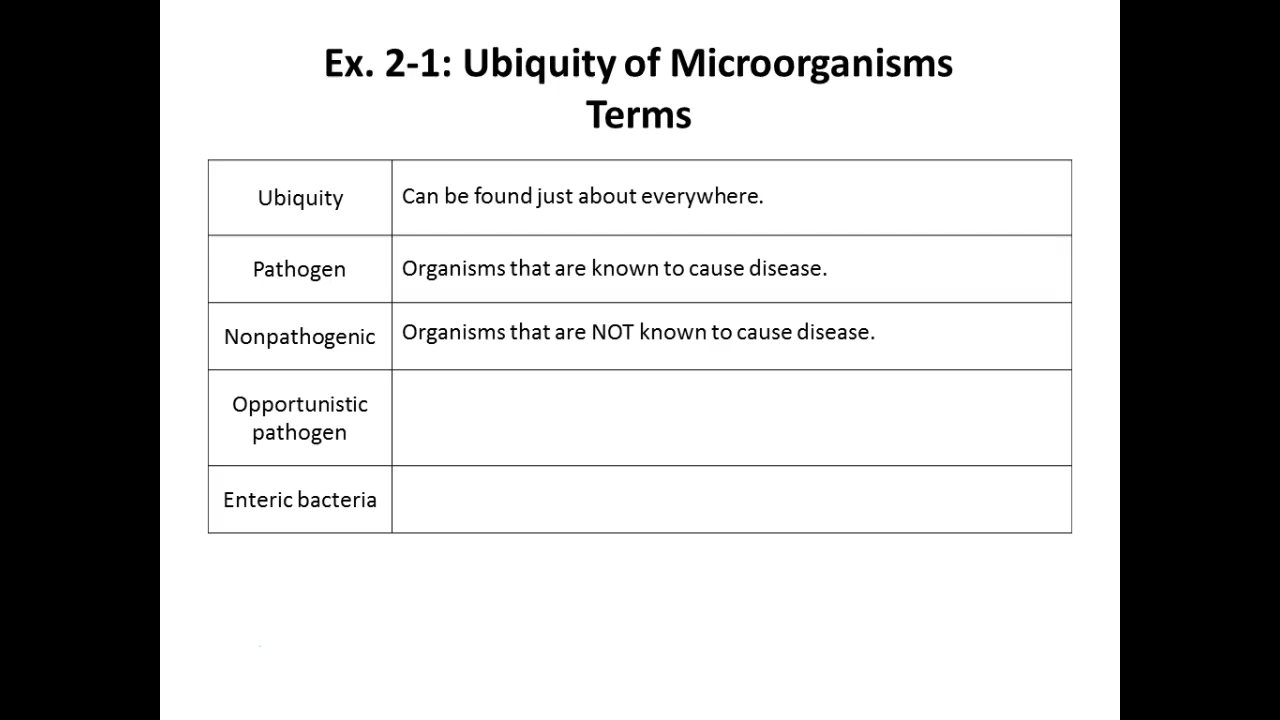 Ex. 2-1: Ubiquity of Microorganisms
Terms
Ubiquity
Can be found just about everywhere.
Pathogen
Organisms that are known to cause disease.
Nonpathogenic
Organisms that are NOT known to cause disease.
Opportunistic
pathogen
Enteric bacteria